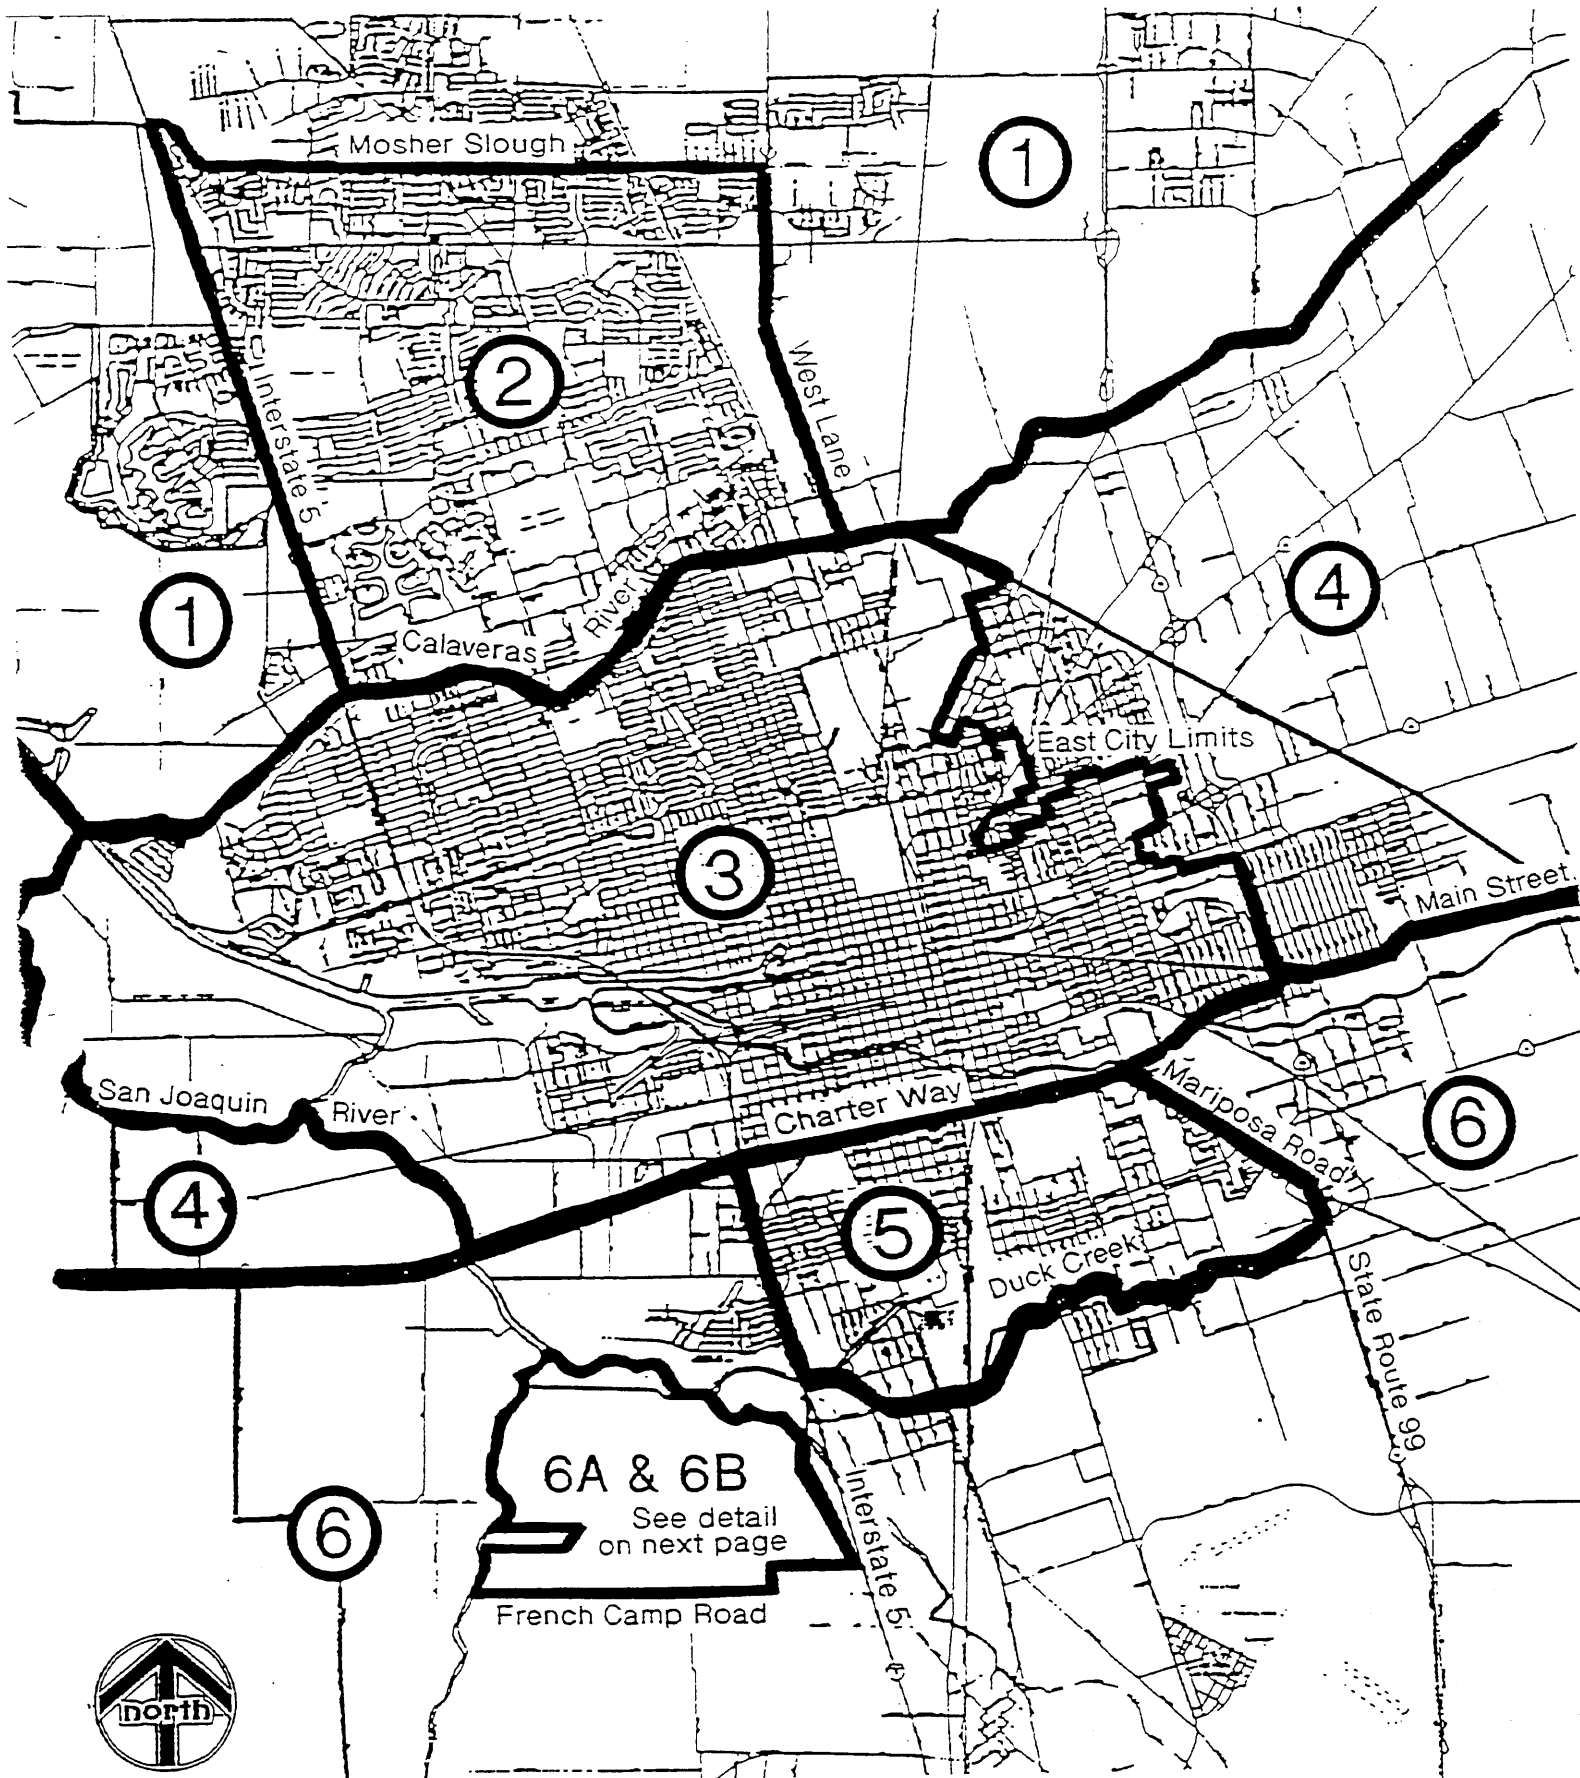 Mosher Slough
1
2
West Lane
Interstate 5
4
1
River
Calaveras
East City Limits
3
Main Street
San Joaquin
River
Charter Way
Mariposa Road
6
4
5
Duck Creek
State Route 99
6A & 6B
See detail
on next page
Interstate 5
6
French Camp Road
north